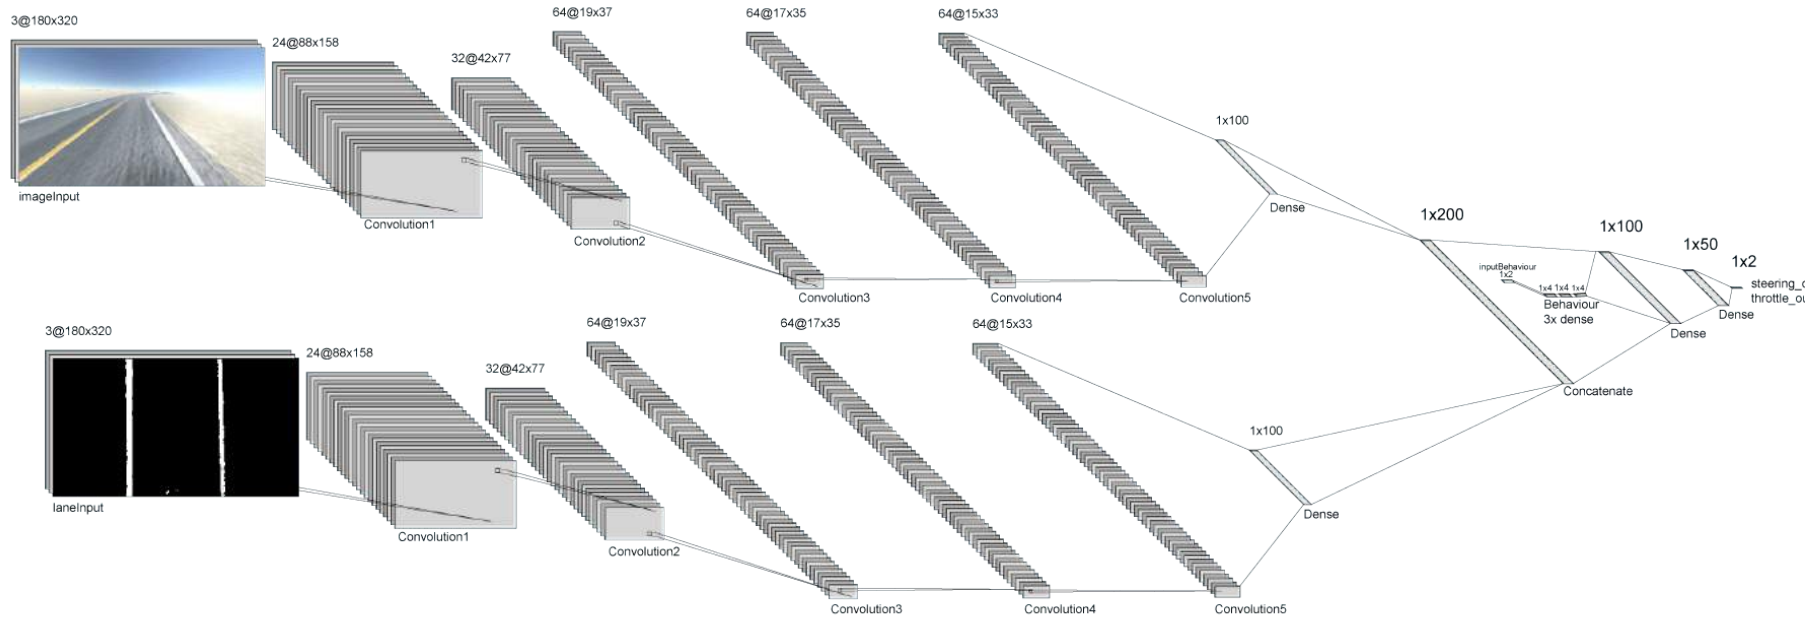 3@180x320
24@88x158
32@42x77
64@19x37
64@17x35
64@15x33
imageInput
Convolution1
Convolution2
Convolution3
Convolution4
Convolution5
1x100
Dense
1x200
1x100
1x50
1x2
inputBehaviour
1x2
1x4 1x4 1x4
Behaviour
3x dense
steering_o
throttle_ou
Dense
Dense
Concatenate
3@180x320
24@88x158
32@42x77
64@19x37
64@17x35
64@15x33
laneInput
Convolution1
Convolution2
Convolution3
Convolution4
Convolution5
1x100
Dense